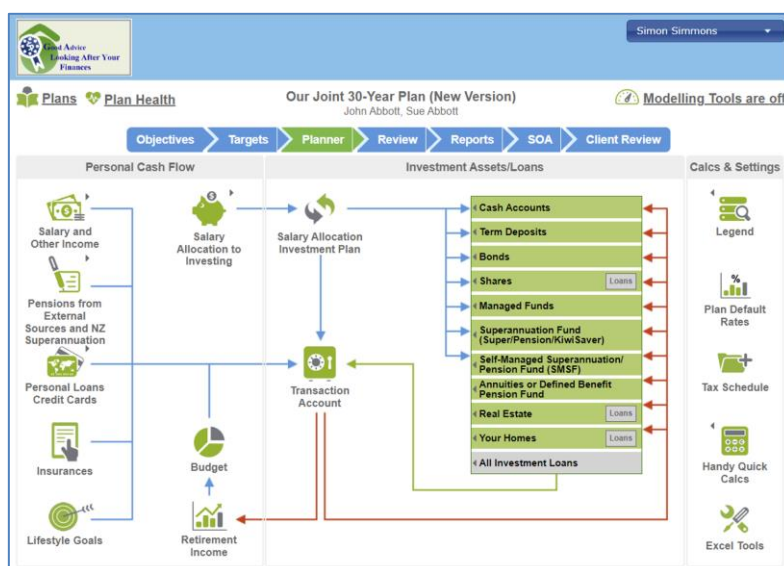 Good Advice
Looking After Your
Finances
Simon Simmons
Plans
Plan Health
Our Joint 30-Year Plan (New Version)
John Abbott, Sue Abbott
Modelling Tools are off
Objectives
Targets
Planner
Review
Reports
SOA
Client Review
Personal Cash Flow
Investment Assets/Loans
Calcs & Settings
Salary and
Other Income
Salary
Allocation to
Investing
Salary Allocation
Investment Plan
Pensions from
External
Sources and NZ
Superannuation
Personal Loans
Credit Cards
Transaction
Account
Insurances
Budget
Lifestyle Goals
Retirement
Income
Cash Accounts
Term Deposits
Bonds
Shares
Loans
Managed Funds
Superannuation Fund
(Super/Pension/KiwiSaver)
Self-Managed Superannuation/
Pension Fund (SMSF)
Annuities or Defined Benefit
Pension Fund
Real Estate
Loans
Your Homes
Loans
All Investment Loans
Legend
%
Plan Default
Rates
Tax Schedule
Handy Quick
Calcs
Excel Tools